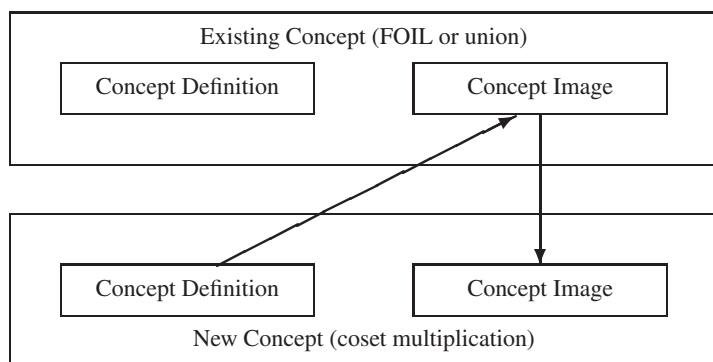 Existing Concept (FOIL or union)
Concept Definition
Concept Image
Concept Definition
Concept Image
New Concept (coset multiplication)